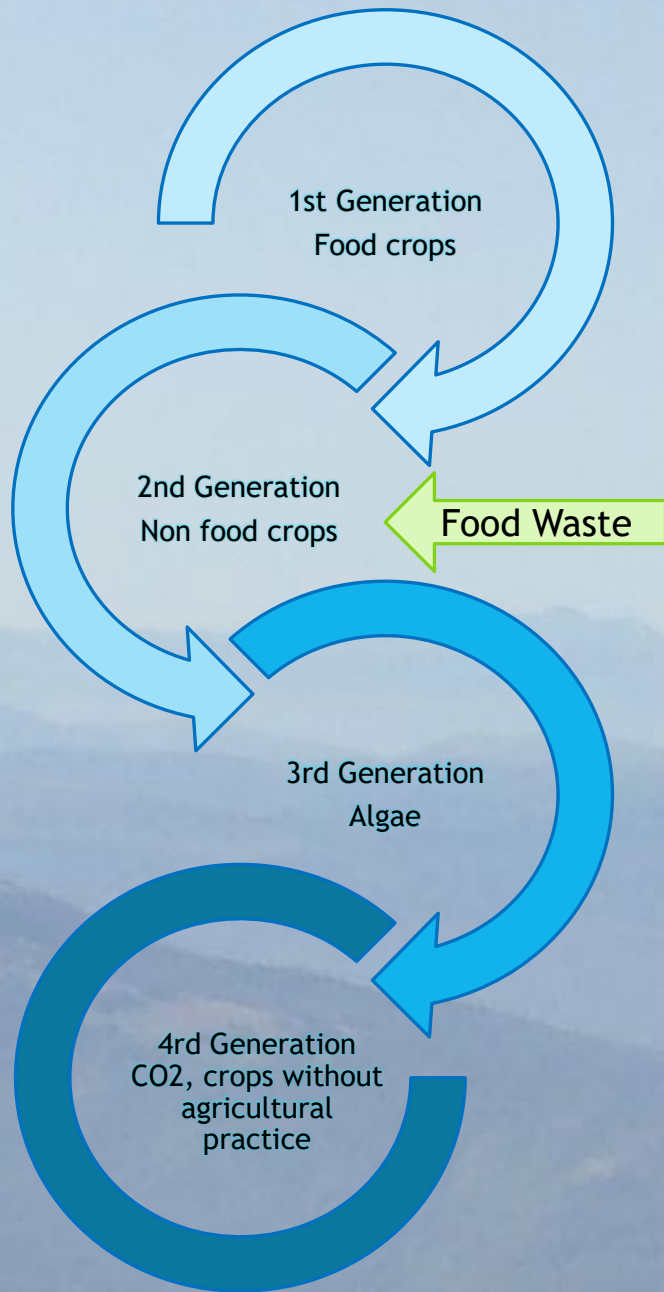 1st Generation
Food crops
2nd Generation
Non food crops
Food Waste
3rd Generation
Algae
4rd Generation
CO2, crops without
agricultural
practice